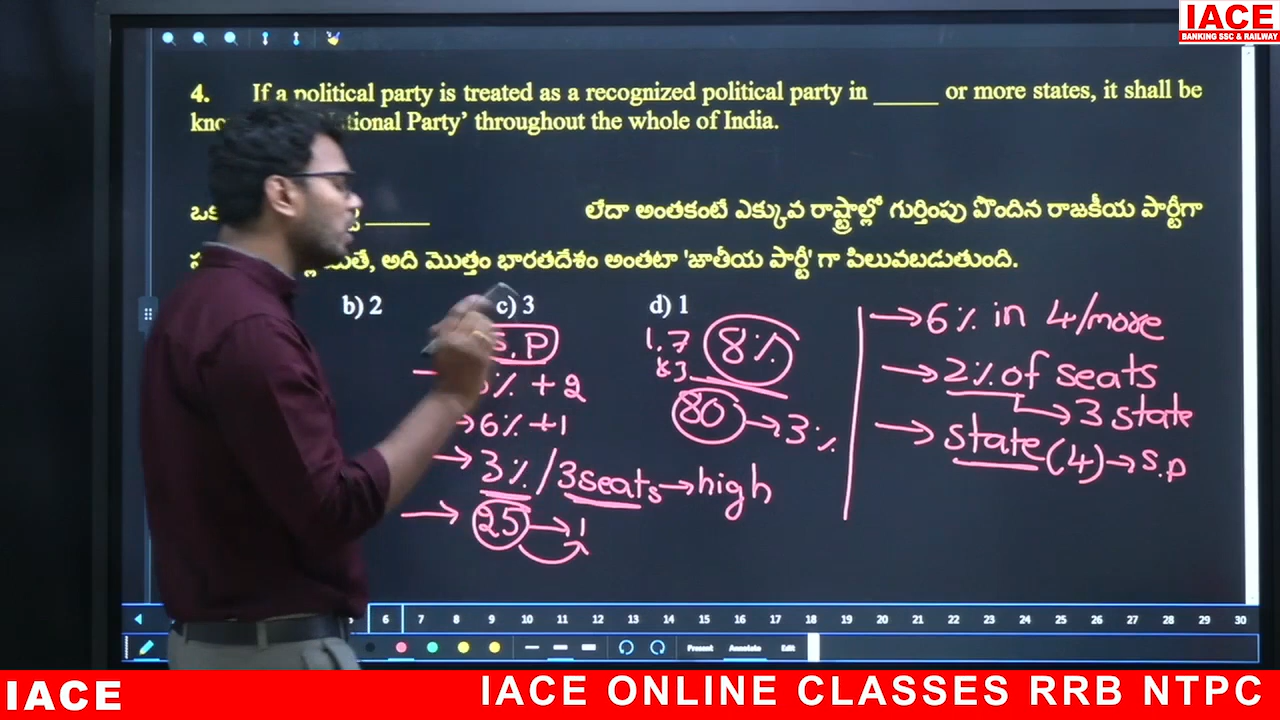 IACE
BANKING SSC & RAILWAY
4. If a political party is treated as a recognized political party in _____ or more states, it shall be
National Party' throughout the whole of India.
_____ లేదా అంతకంటే ఎక్కువ రాష్ట్రాల్లో గుర్తింపు పొందిన రాజకీయ పార్టీగా
అది మొత్తం భారతదేశం అంతటా 'జాతీయ పార్టీ' గా పిలువబడుతుంది.
b) 2 c) 3 d) 1
S.P
% + 2
→ 6% +1
→ 3% / 3 seats → high
→ 25 → 1
1, 7
& 3
8%
80 → 3%
→ 6% in 4/more
→ 2% of seats
→ 3 state
→ state (4) → S.P
6 7 8 9 10 11 12 13 14 15 16 17 18 19 20 21 22 23 24 25 26 27 28 29 30
Present Annotate Edit
IACE
IACE ONLINE CLASSES RRB NTPC